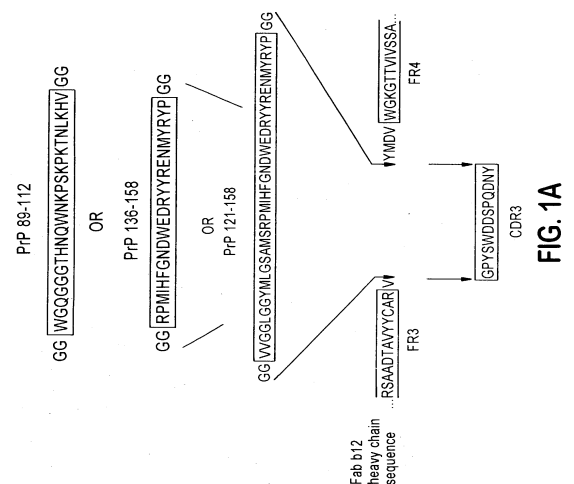 PrP 89-112
GG WGQGGGTHNQWNKPSKPKTNLKHV GG
OR
PrP 136-158
GG RPMIHFGNDWEDRYYRENMYRYP GG
OR
PrP 121-158
GG VVGGLGGYMLGSAMSRPMIHFGNDWEDRYYRENMYRYP GG
Fab b12
heavy chain
sequence
...RSAADTAVYYCAR V
YMDV WGKGTTVIVSSA...
FR3
FR4
GPYSWDDSPQDNY
CDR3
FIG. 1A